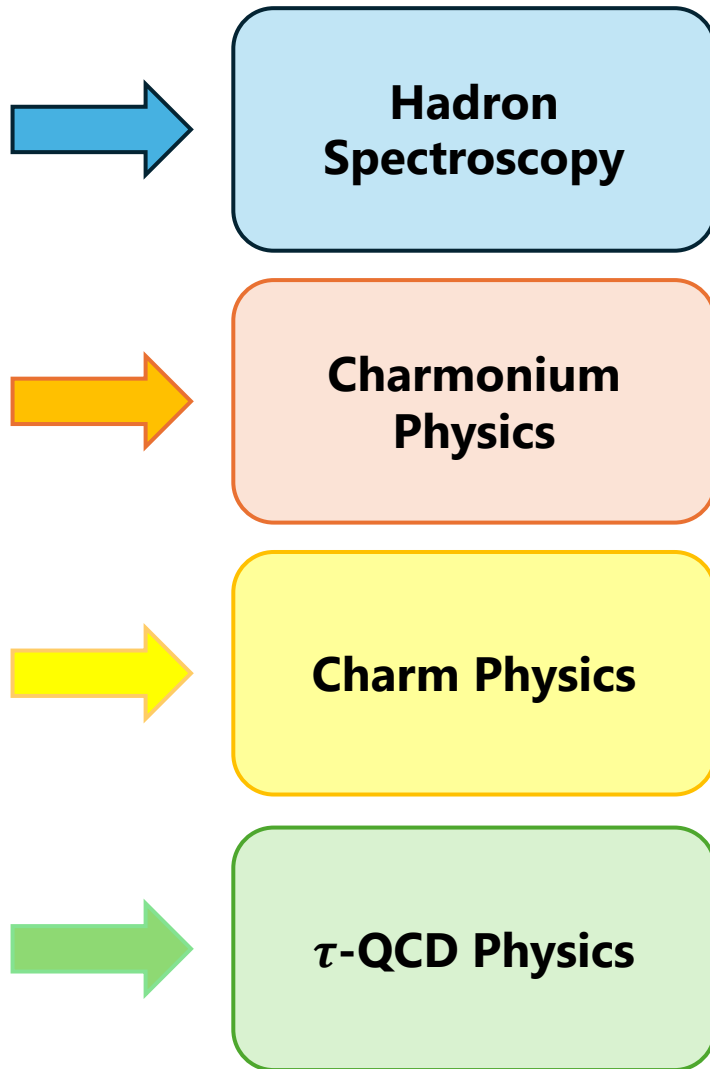 Hadron
Spectroscopy
Charmonium
Physics
Charm Physics
τ-QCD Physics